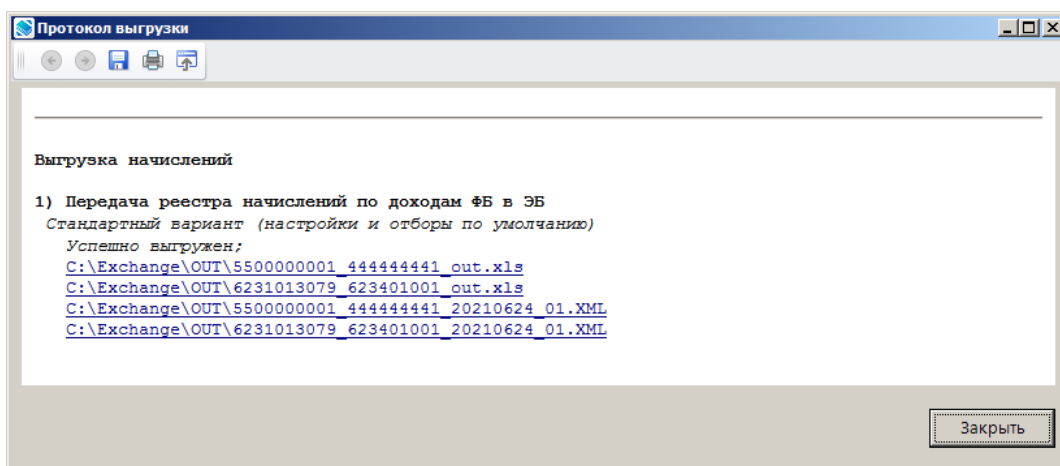 Протокол выгрузки
Выгрузка начислений
1) Передача реестра начислений по доходам ФБ в ЭБ
Стандартный вариант (настройки и отборы по умолчанию)
Успешно выгружен;
C:\Exchange\OUT\5500000001_444444441_out.xls
C:\Exchange\OUT\6231013079_623401001_out.xls
C:\Exchange\OUT\5500000001_444444441_20210624_01.XML
C:\Exchange\OUT\6231013079_623401001_20210624_01.XML
Закрыть